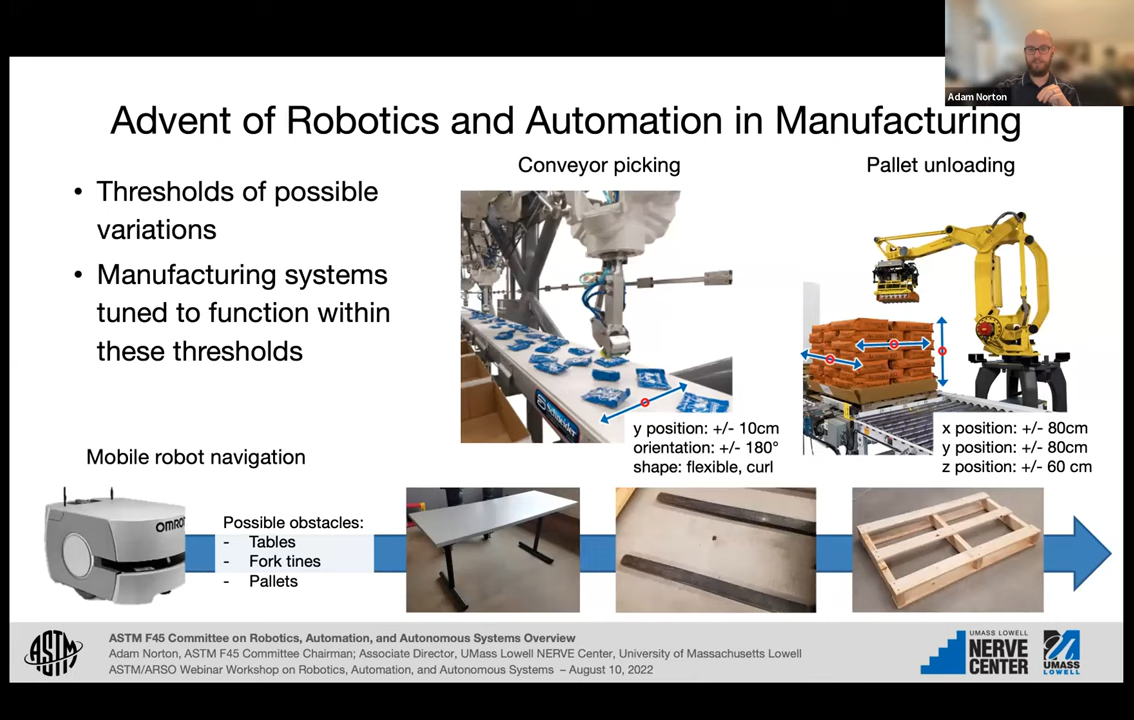 Adam Norton
Advent of Robotics and Automation in Manufacturing
• Thresholds of possible
variations
• Manufacturing systems
tuned to function within
these thresholds
Conveyor picking
Schneider
y position: +/- 10cm
orientation: +/- 180°
shape: flexible, curl
Pallet unloading
x position: +/- 80cm
y position: +/- 80cm
z position: +/- 60 cm
Mobile robot navigation
OMRO
Possible obstacles:
- Tables
- Fork tines
- Pallets
ASTM
ASTM F45 Committee on Robotics, Automation, and Autonomous Systems Overview
Adam Norton, ASTM F45 Committee Chairman; Associate Director, UMass Lowell NERVE Center, University of Massachusetts Lowell
ASTM/ARSO Webinar Workshop on Robotics, Automation, and Autonomous Systems – August 10, 2022
UMASS LOWELL
NERVE
CENTER
UMASS
LOWELL